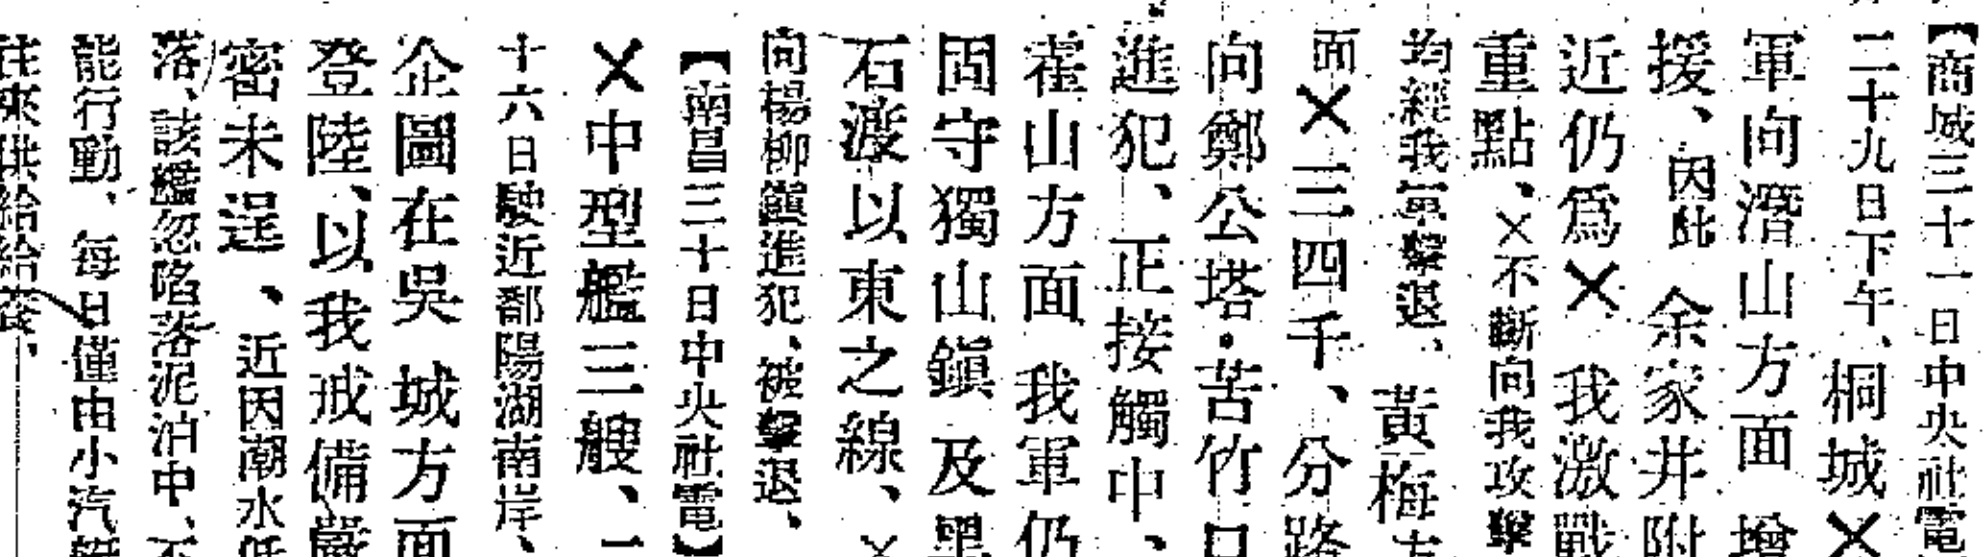 【商城三十一日中央社電
二十九日下午、桐城✕
軍向潛山方面增
援、因此余家井附
近仍爲✕我激戰
重點、✕不斷向我攻擊
均經我軍擊退、黃梅方
面✕三四千、分路
向鄭公塔·苦竹口
進犯、正接觸中、
霍山方面我軍仍
固守獨山鎭及黑
石渡以東之線、✕
向楊柳鎭進犯、被擊退、
【南昌三十日中央社電】
✕中型艦三艘、二
十六日駛近鄱陽湖南岸、
企圖在吳城方面
登陸、以我戒備嚴
密未逞、近因潮水低
落、該艦忽陷落泥泊中、不
能行動、每日僅由小汽艇
往來供給給養、